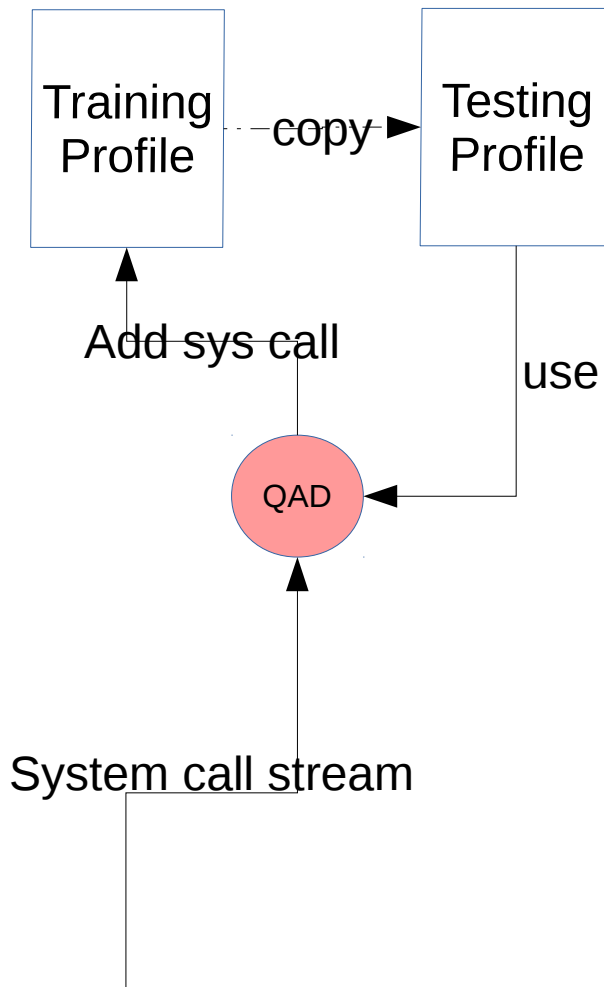 Training
Profile
copy
Testing
Profile
Add sys call
use
QAD
System call stream